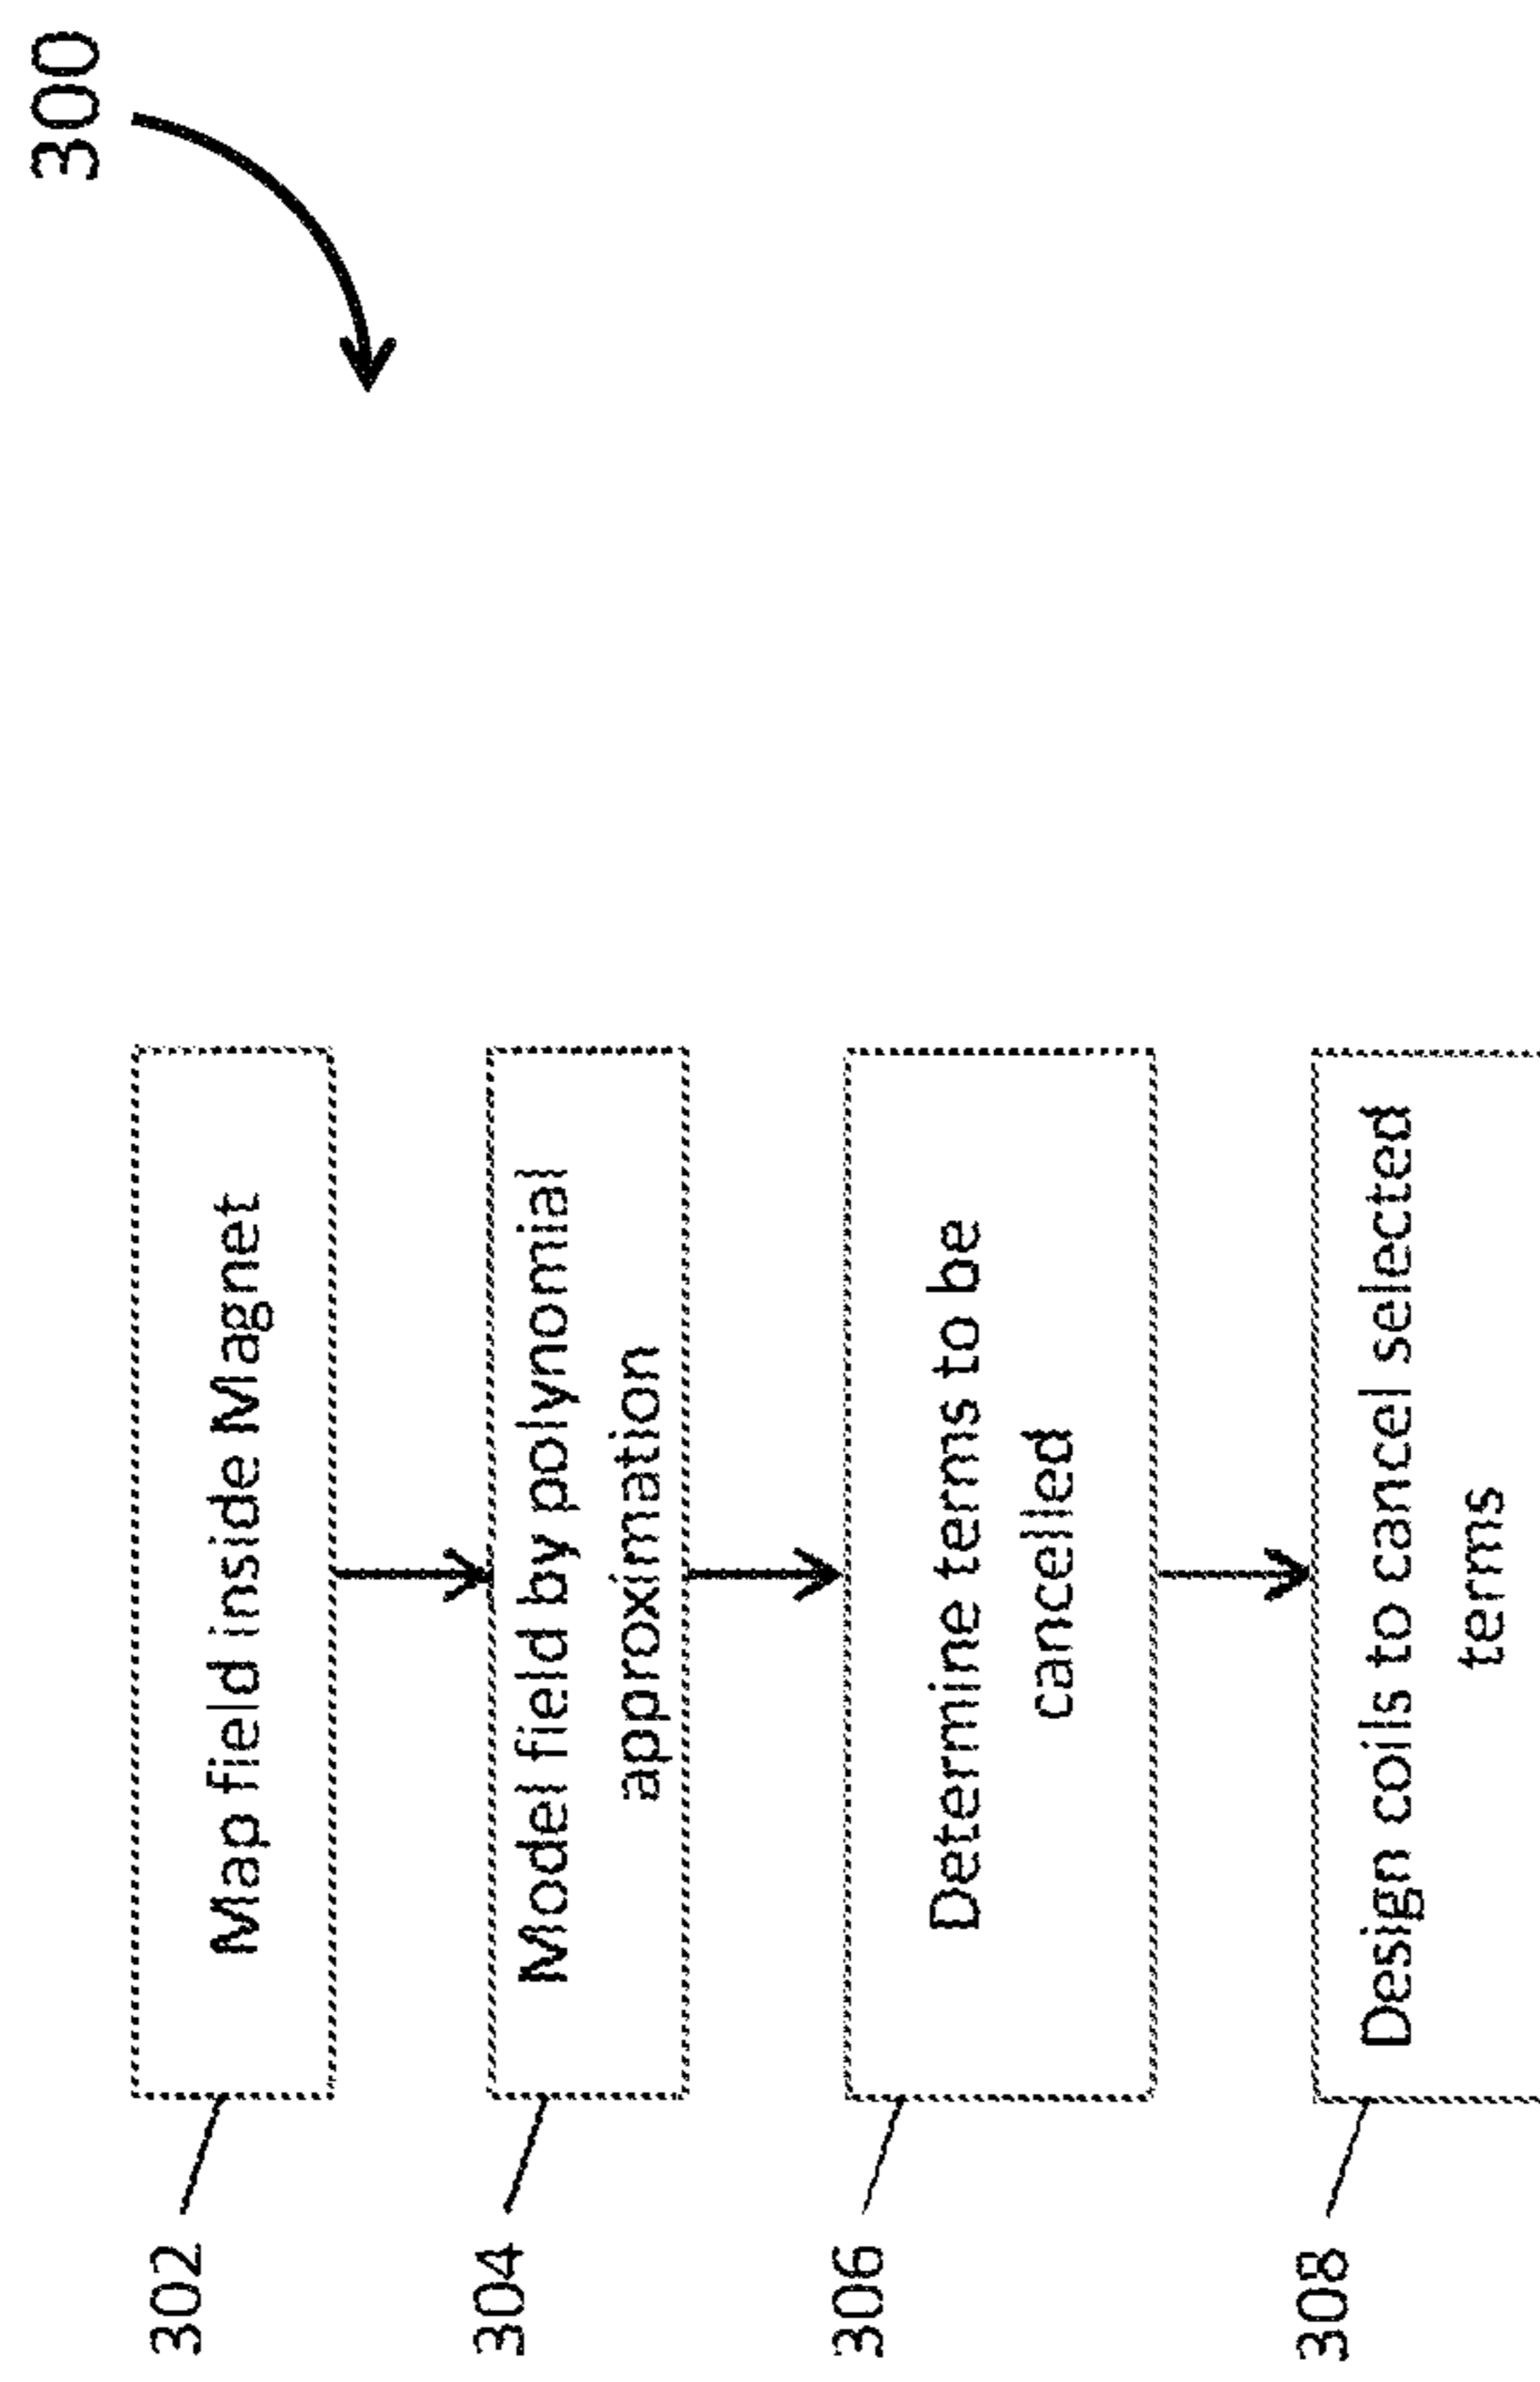 300
302
Map field inside Magnet
304
Model field by polynomial
approximation
306
Determine terms to be
cancelled
308
Design coils to cancel selected
terms